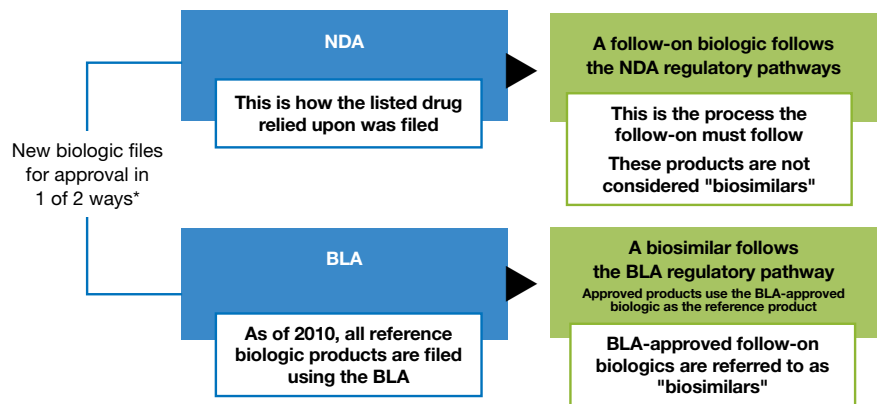 New biologic files
for approval in
1 of 2 ways*
NDA
This is how the listed drug
relied upon was filed
A follow-on biologic follows
the NDA regulatory pathways
This is the process the
follow-on must follow
These products are not
considered "biosimilars"
BLA
As of 2010, all reference
biologic products are filed
using the BLA
A biosimilar follows
the BLA regulatory pathway
Approved products use the BLA-approved
biologic as the reference product
BLA-approved follow-on
biologics are referred to as
"biosimilars"